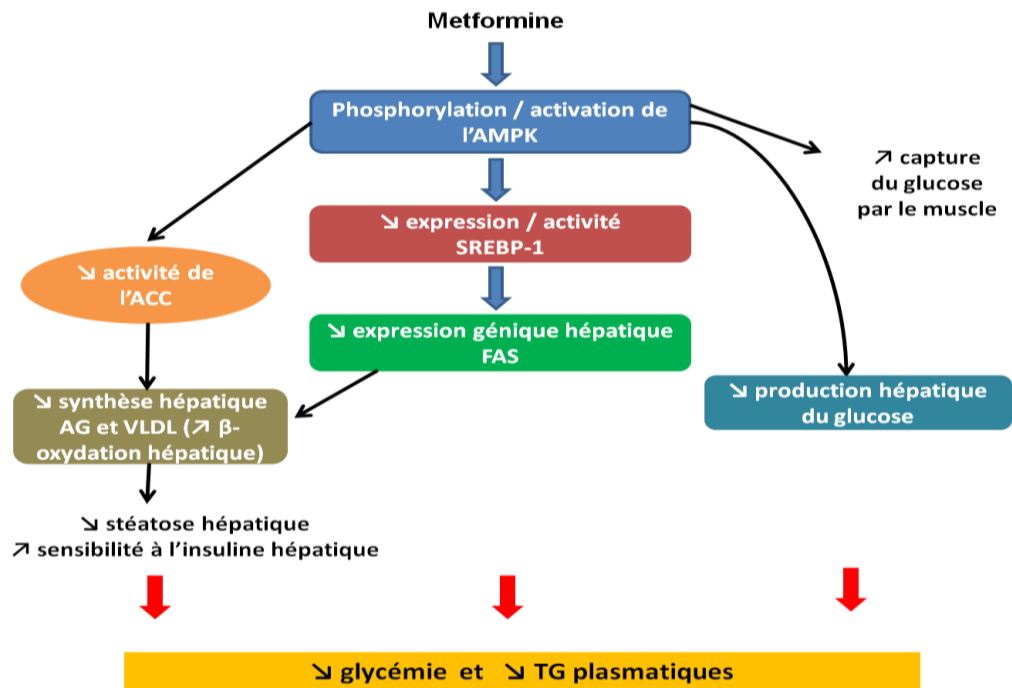 Metformine
Phosphorylation / activation de
l’AMPK
↗ capture
du glucose
par le muscle
↘ expression / activité
SREBP-1
↘ activité de
l’ACC
↘ expression génique hépatique
FAS
↘ synthèse hépatique
AG et VLDL (↗ β-
oxydation hépatique)
↘ production hépatique
du glucose
↘ stéatose hépatique
↗ sensibilité à l’insuline hépatique
↘ glycémie et ↘ TG plasmatiques